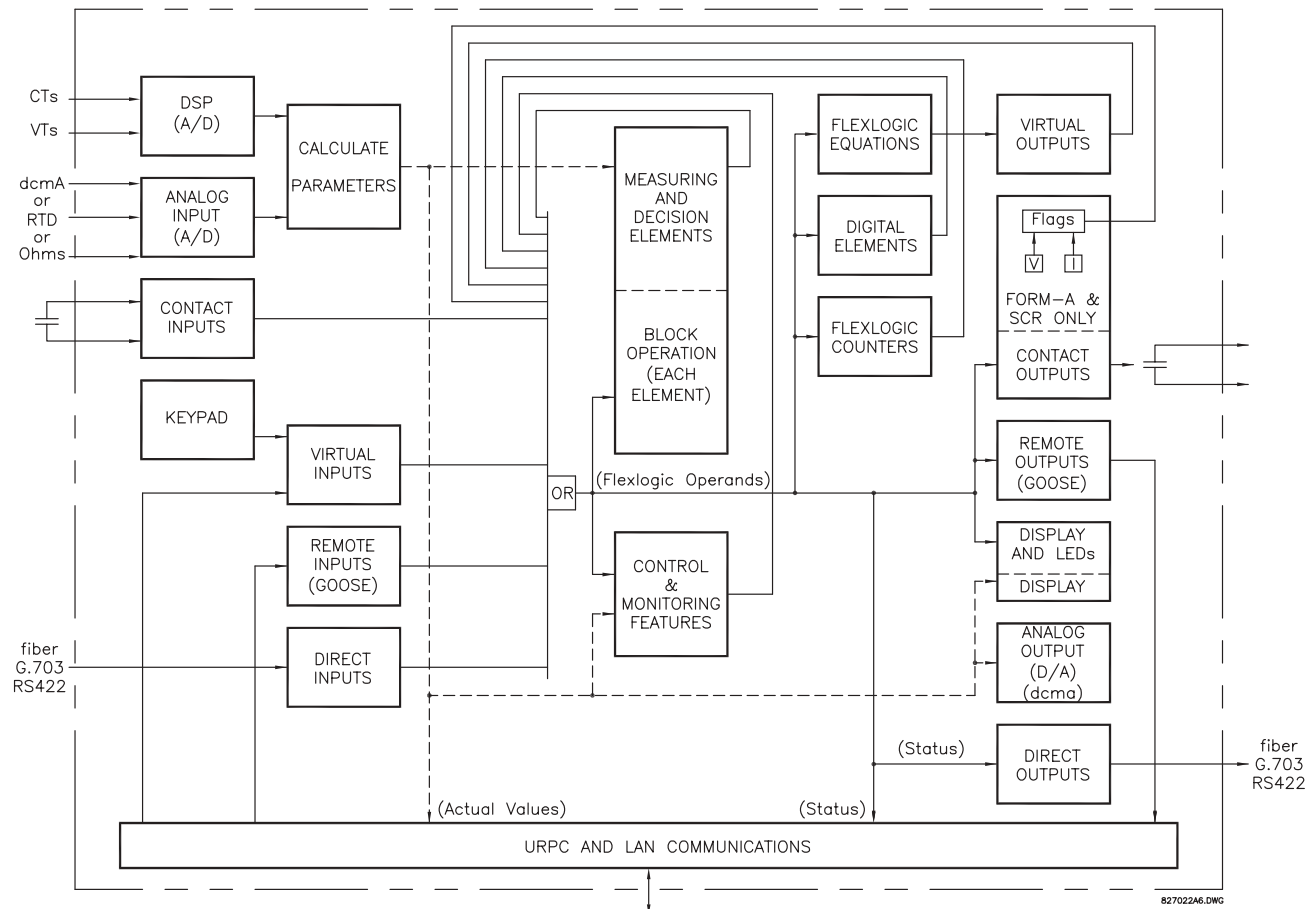 CTs
VTs
dcmA
or
RTD
or
Ohms
fiber
G.703
RS422
DSP
(A/D)
ANALOG
INPUT
(A/D)
CONTACT
INPUTS
KEYPAD
CALCULATE
PARAMETERS
VIRTUAL
INPUTS
REMOTE
INPUTS
(GOOSE)
DIRECT
INPUTS
OR
(Flexlogic Operands)
MEASURING
AND
DECISION
ELEMENTS
BLOCK
OPERATION
(EACH
ELEMENT)
CONTROL
&
MONITORING
FEATURES
FLEXLOGIC
EQUATIONS
DIGITAL
ELEMENTS
FLEXLOGIC
COUNTERS
VIRTUAL
OUTPUTS
Flags
V I
FORM-A &
SCR ONLY
CONTACT
OUTPUTS
REMOTE
OUTPUTS
(GOOSE)
DISPLAY
AND LEDs
DISPLAY
ANALOG
OUTPUT
(D/A)
(dcma)
DIRECT
OUTPUTS
(Status)
fiber
G.703
RS422
(Actual Values)
(Status)
URPC AND LAN COMMUNICATIONS
827022A6.DWG